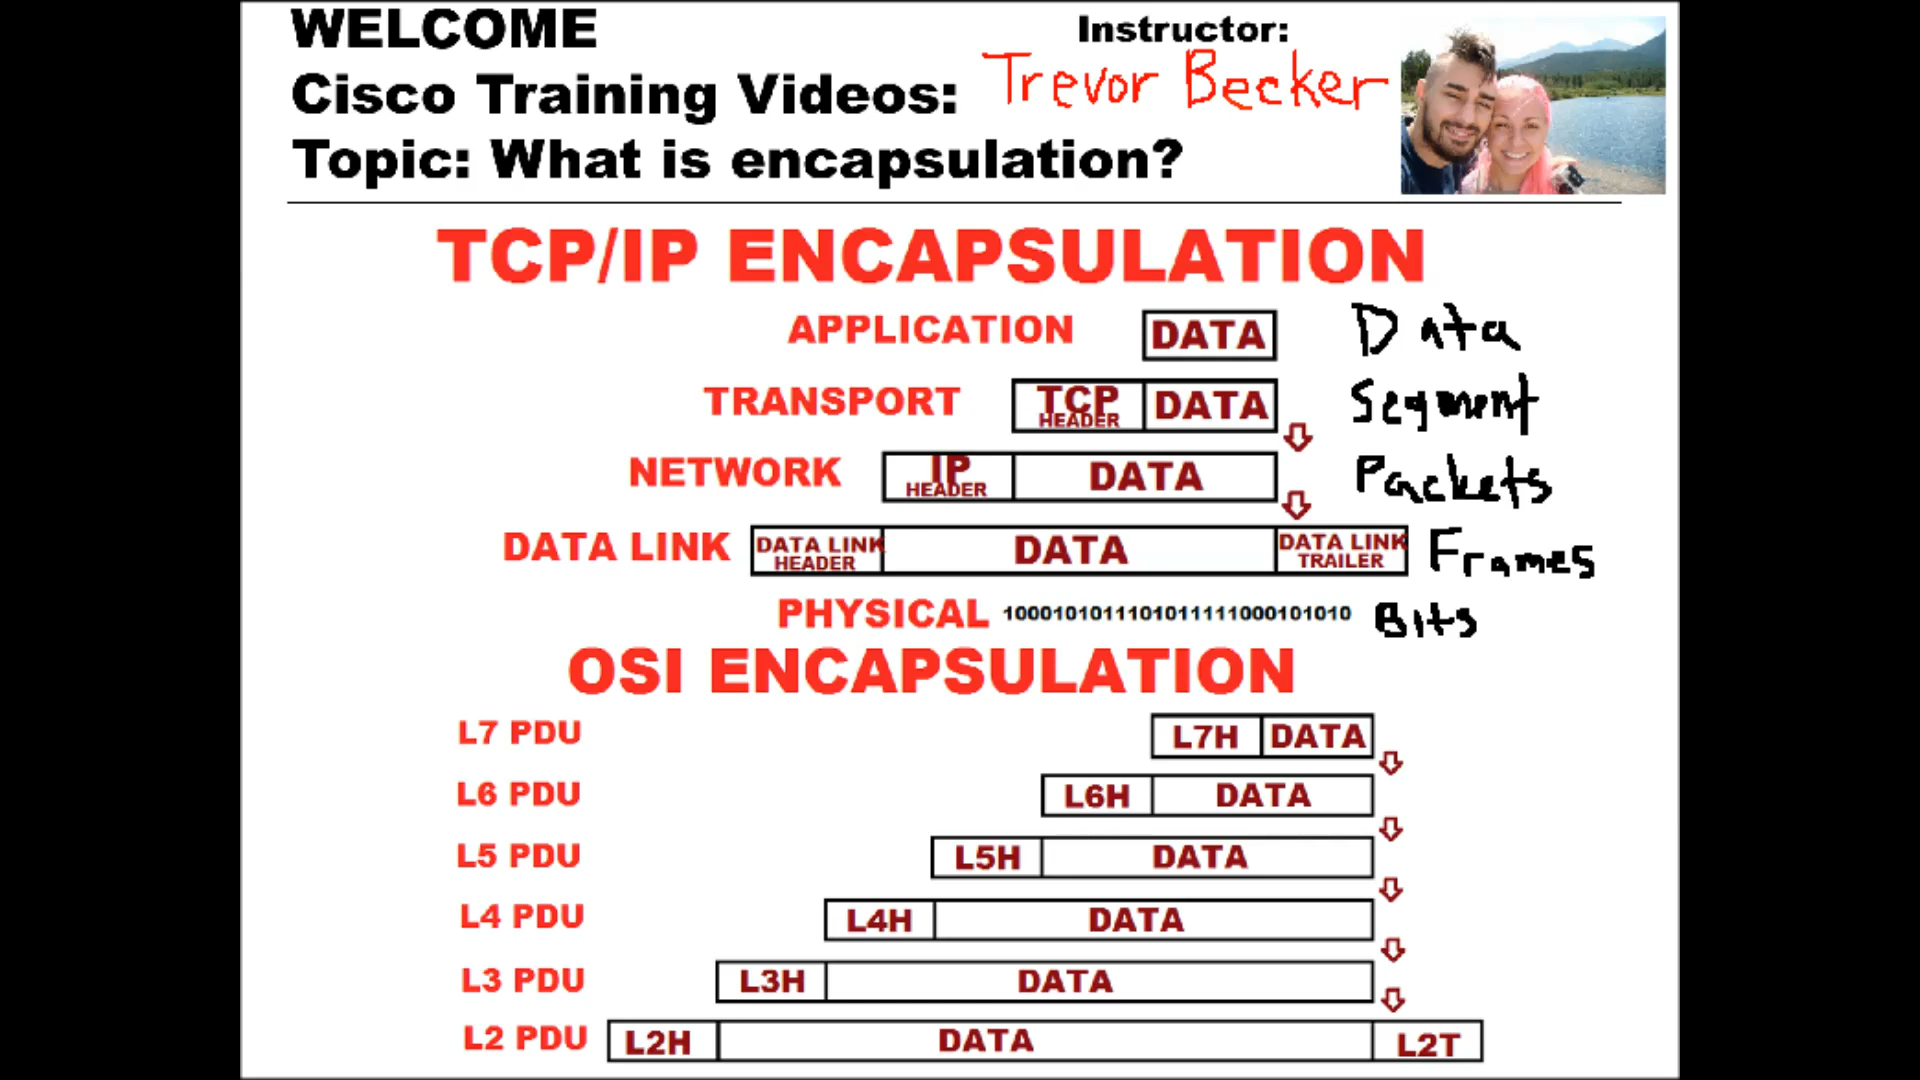 WELCOME
Instructor:
Cisco Training Videos: Trevor Becker
Topic: What is encapsulation?
TCP/IP ENCAPSULATION
APPLICATION DATA Data
TRANSPORT TCP HEADER DATA Segment
NETWORK IP HEADER DATA Packets
DATA LINK DATA LINK HEADER DATA DATA LINK TRAILER Frames
PHYSICAL 1000101011101011111000101010 Bits
OSI ENCAPSULATION
L7 PDU L7H DATA
L6 PDU L6H DATA
L5 PDU L5H DATA
L4 PDU L4H DATA
L3 PDU L3H DATA
L2 PDU L2H DATA L2T